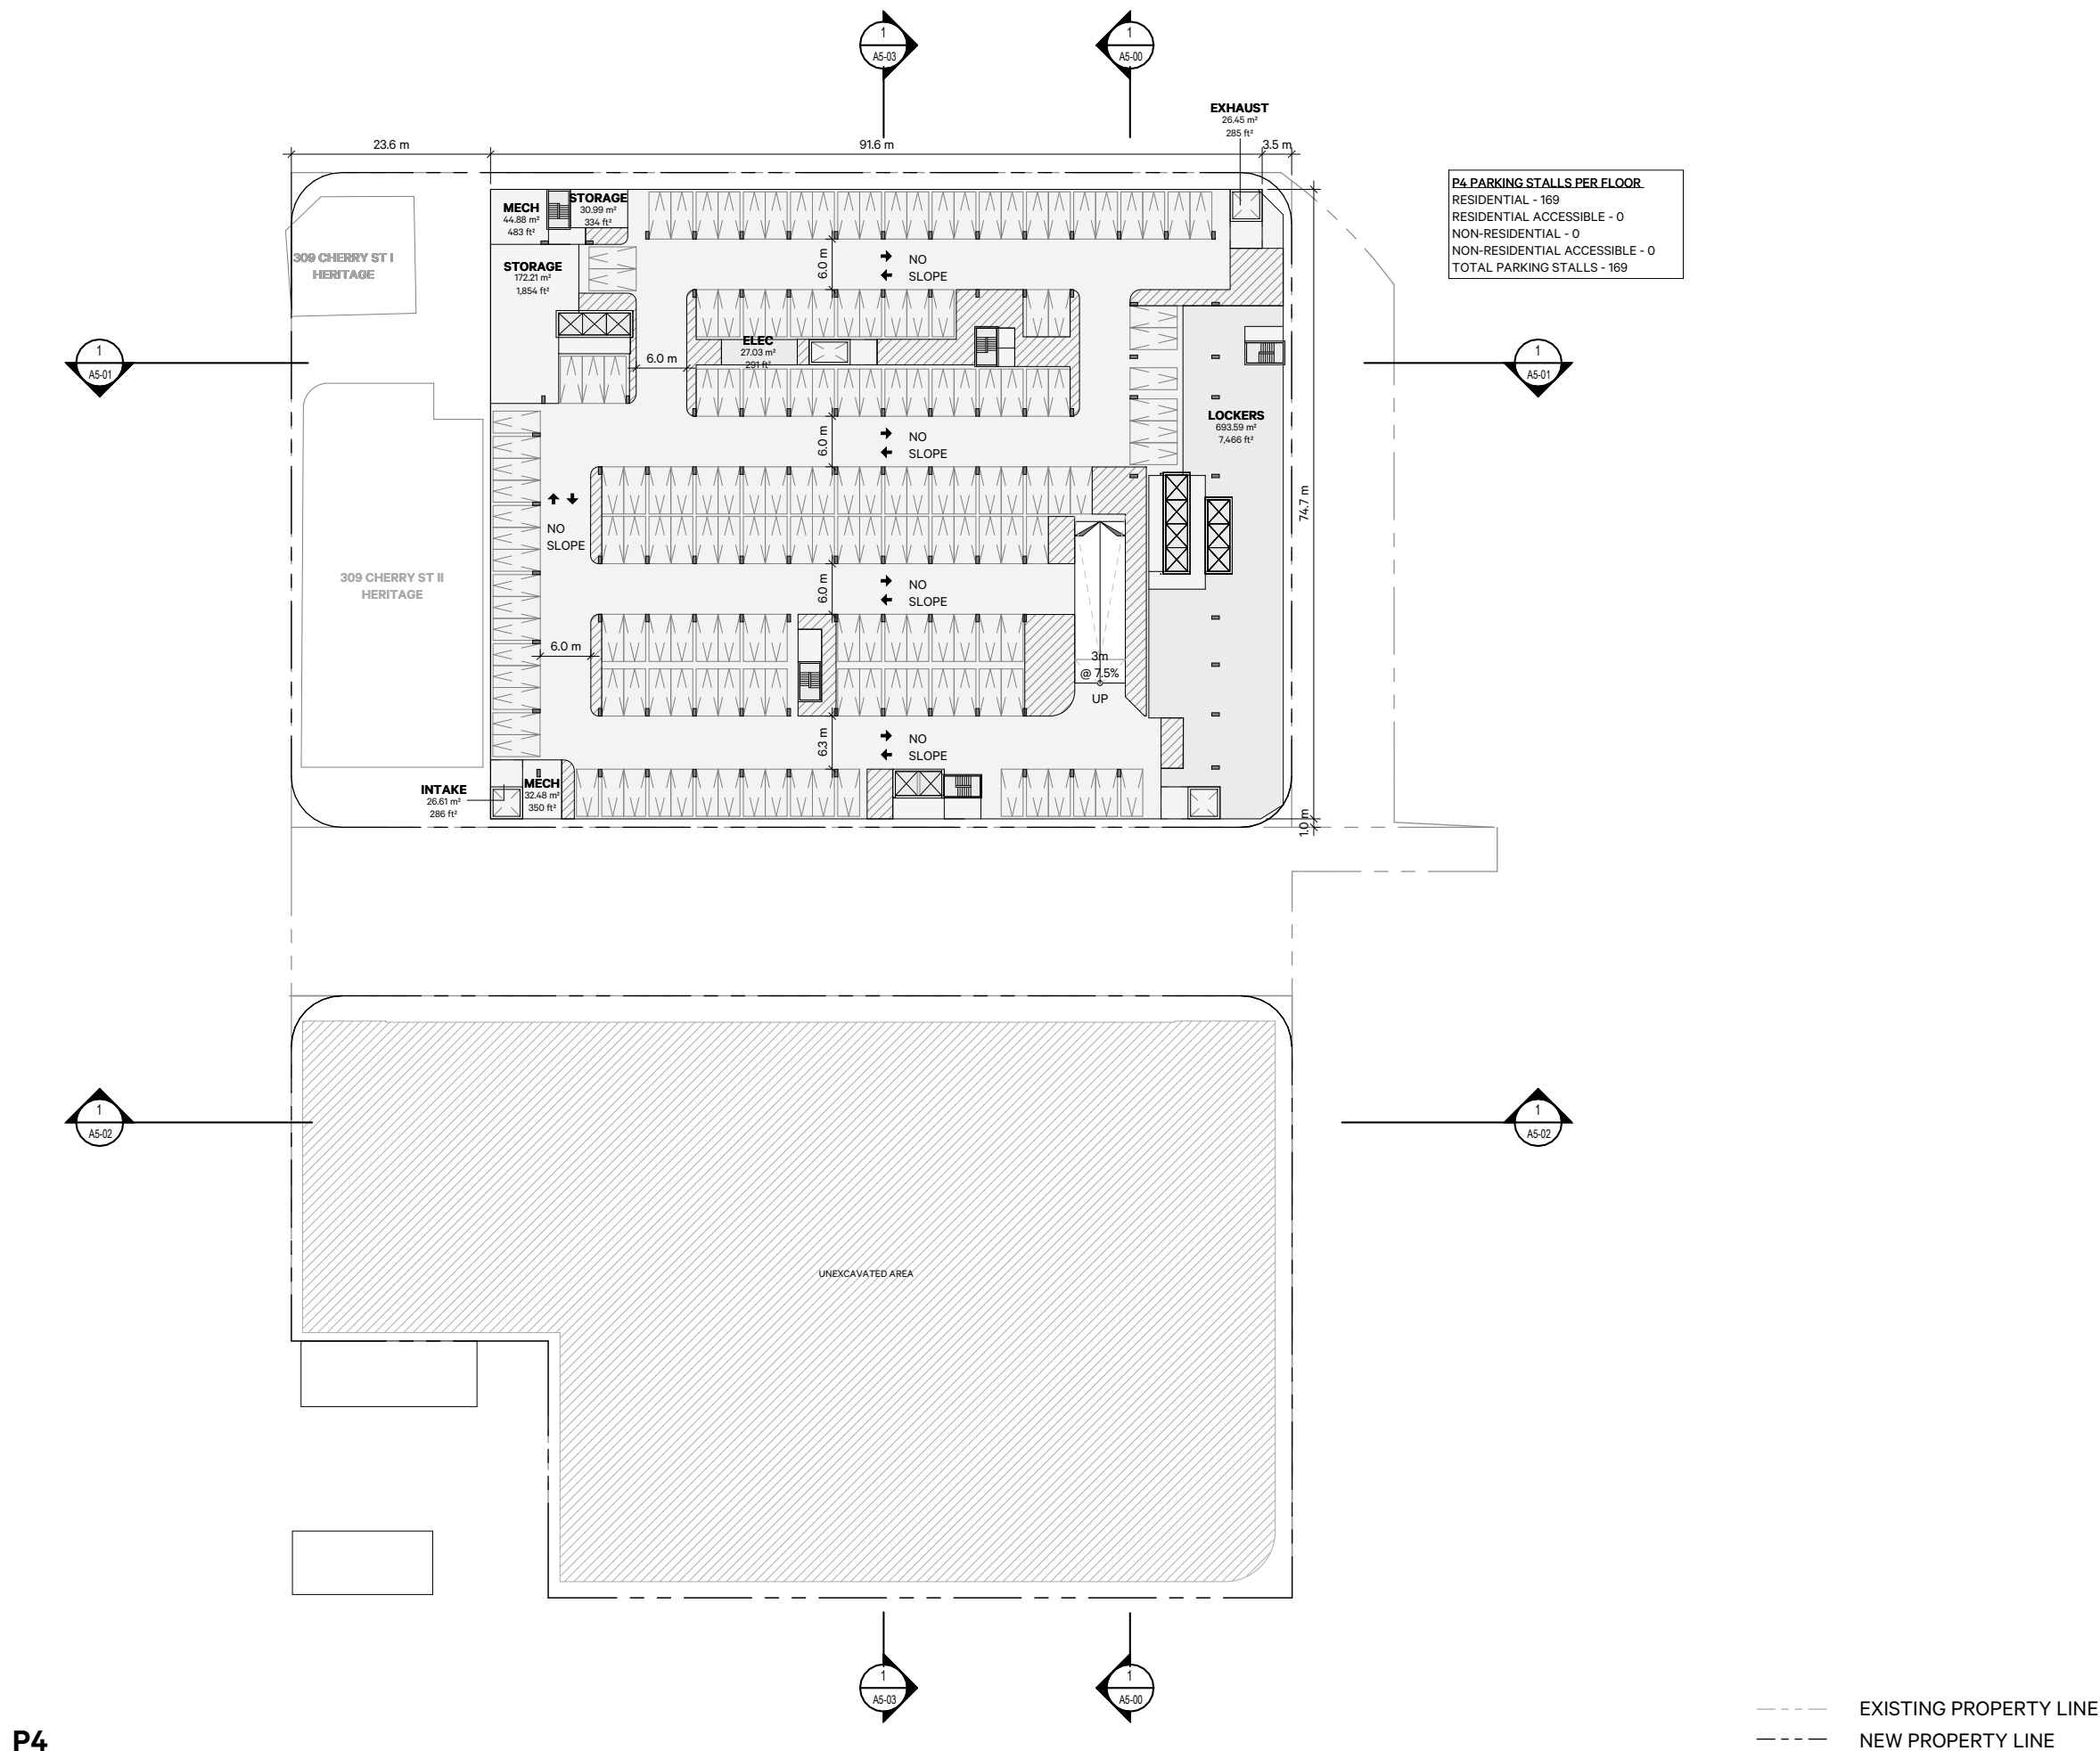 1
A5-03
1
A5-00
EXHAUST
26.45 m²
285 ft²
23.6 m
91.6 m
3.5 m
P4 PARKING STALLS PER FLOOR
RESIDENTIAL - 169
RESIDENTIAL ACCESSIBLE - 0
NON-RESIDENTIAL - 0
NON-RESIDENTIAL ACCESSIBLE - 0
TOTAL PARKING STALLS - 169
MECH
44.88 m²
483 ft²
STORAGE
30.99 m²
334 ft²
309 CHERRY ST I
HERITAGE
STORAGE
172.21 m²
1,854 ft²
6.0 m
NO
SLOPE
1
A5-01
ELEC
27.03 m²
291 ft²
6.0 m
1
A5-01
LOCKERS
693.59 m²
7,466 ft²
6.0 m
NO
SLOPE
74.7 m
NO
SLOPE
309 CHERRY ST II
HERITAGE
6.0 m
NO
SLOPE
6.0 m
3m
@ 7.5%
UP
6.3 m
NO
SLOPE
INTAKE
26.61 m²
286 ft²
MECH
32.48 m²
350 ft²
1.0 m
1
A5-02
1
A5-02
UNEXCAVATED AREA
1
A5-03
1
A5-00
EXISTING PROPERTY LINE
NEW PROPERTY LINE
P4